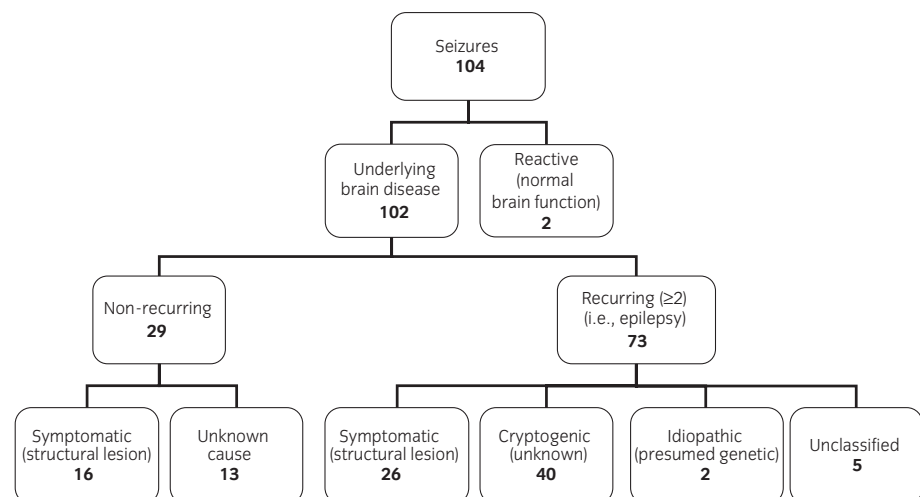 Seizures
104
Underlying
brain disease
102
Reactive
(normal
brain function)
2
Non-recurring
29
Recurring (≥2)
(i.e., epilepsy)
73
Symptomatic
(structural lesion)
16
Unknown
cause
13
Symptomatic
(structural lesion)
26
Cryptogenic
(unknown)
40
Idiopathic
(presumed genetic)
2
Unclassified
5